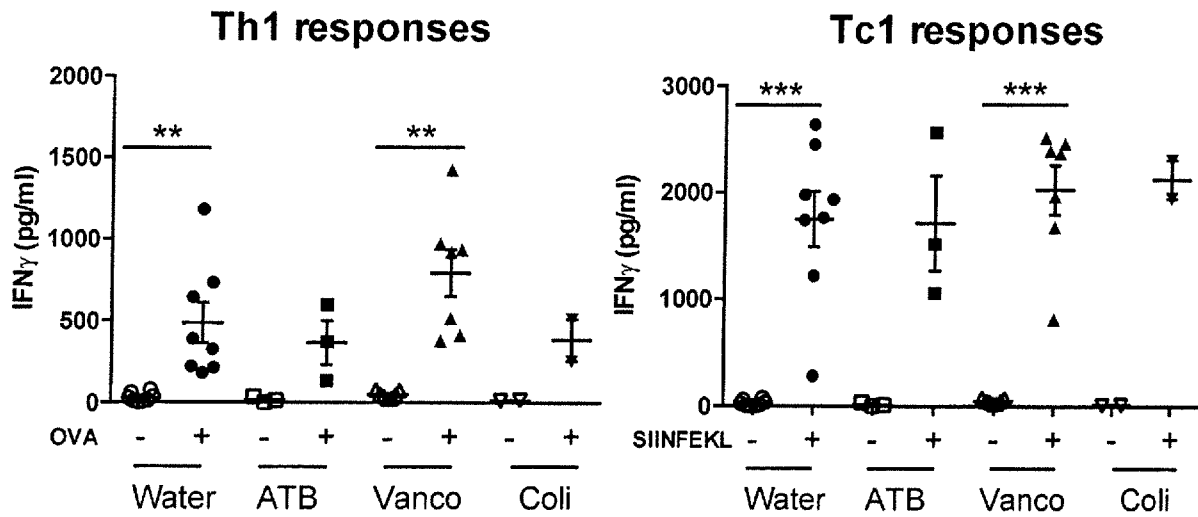 Th1 responses
2000
1500
1000
500
0
IFNγ (pg/ml)
** **
OVA - + - + - + - +
Water ATB Vanco Coli
Tc1 responses
3000
2000
1000
0
IFNγ (pg/ml)
*** ***
SIINFEKL - + - + - + - +
Water ATB Vanco Coli